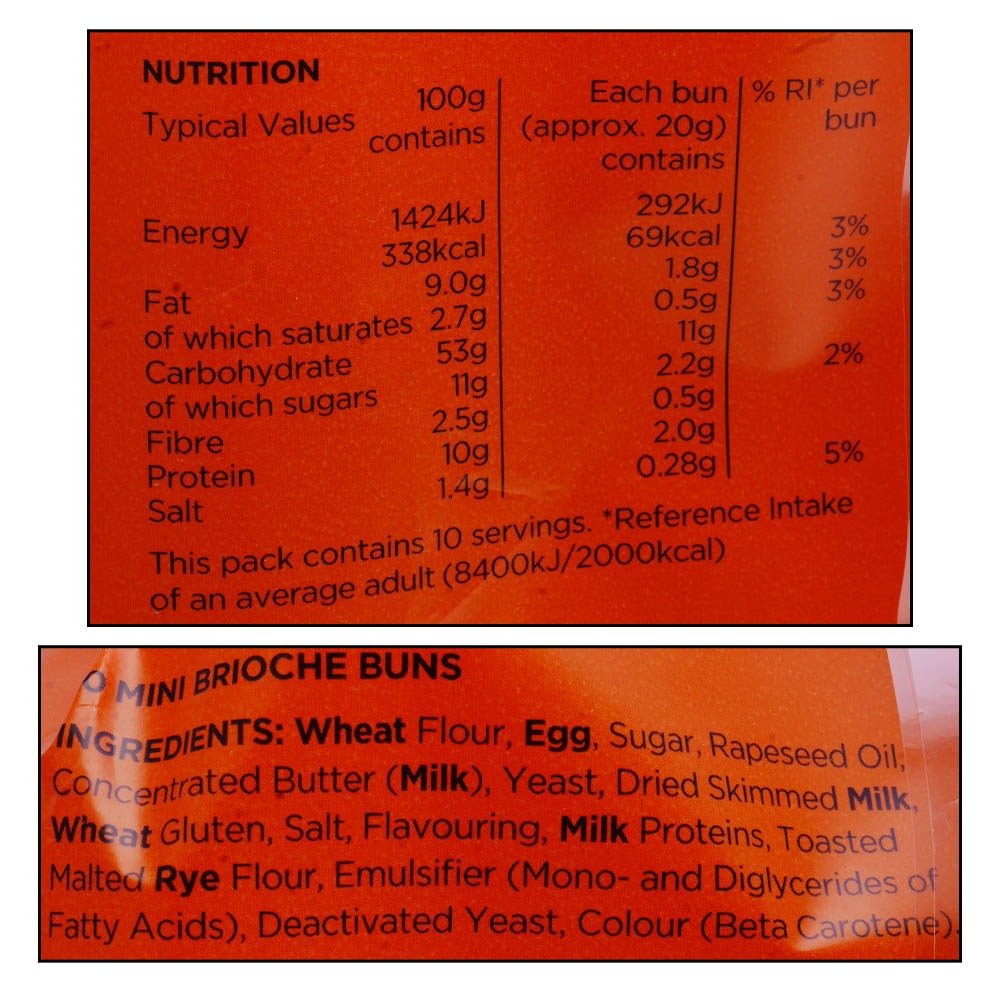 NUTRITION
Typical Values 100g contains Each bun (approx. 20g) contains % RI* per bun
Energy 1424kJ 292kJ
338kcal 69kcal 3%
Fat 9.0g 1.8g 3%
of which saturates 2.7g 0.5g 3%
Carbohydrate 53g 11g
of which sugars 11g 2.2g 2%
Fibre 2.5g 0.5g
Protein 10g 2.0g
Salt 1.4g 0.28g 5%
This pack contains 10 servings. *Reference Intake
of an average adult (8400kJ/2000kcal)
0 MINI BRIOCHE BUNS
INGREDIENTS: Wheat Flour, Egg, Sugar, Rapeseed Oil,
Concentrated Butter (Milk), Yeast, Dried Skimmed Milk,
Wheat Gluten, Salt, Flavouring, Milk Proteins, Toasted
Malted Rye Flour, Emulsifier (Mono- and Diglycerides of
Fatty Acids), Deactivated Yeast, Colour (Beta Carotene).